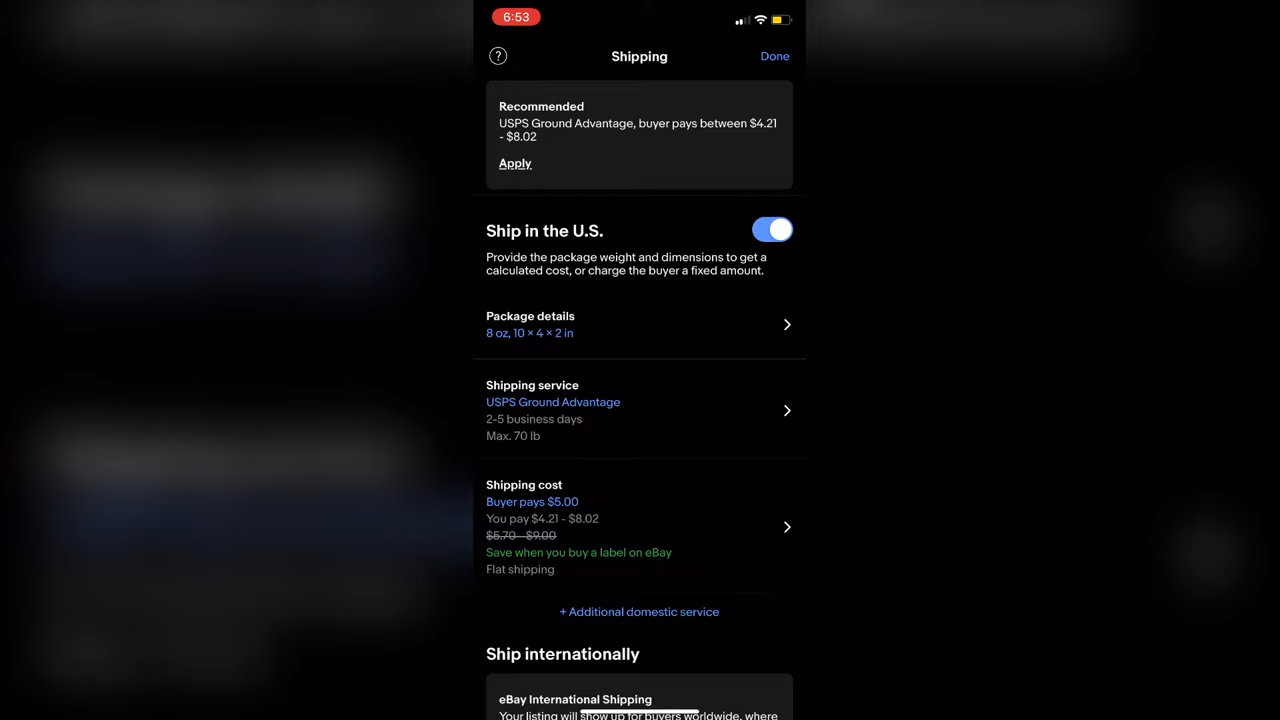 6:53
?
Shipping
Done
Recommended
USPS Ground Advantage, buyer pays between $4.21
- $8.02
Apply
Ship in the U.S.
Provide the package weight and dimensions to get a
calculated cost, or charge the buyer a fixed amount.
Package details
8 oz, 10 × 4 × 2 in
Shipping service
USPS Ground Advantage
2-5 business days
Max. 70 lb
Shipping cost
Buyer pays $5.00
You pay $4.21 - $8.02
$5.70 - $9.00
Save when you buy a label on eBay
Flat shipping
+ Additional domestic service
Ship internationally
eBay International Shipping
Your listing will show up for buyers worldwide, where